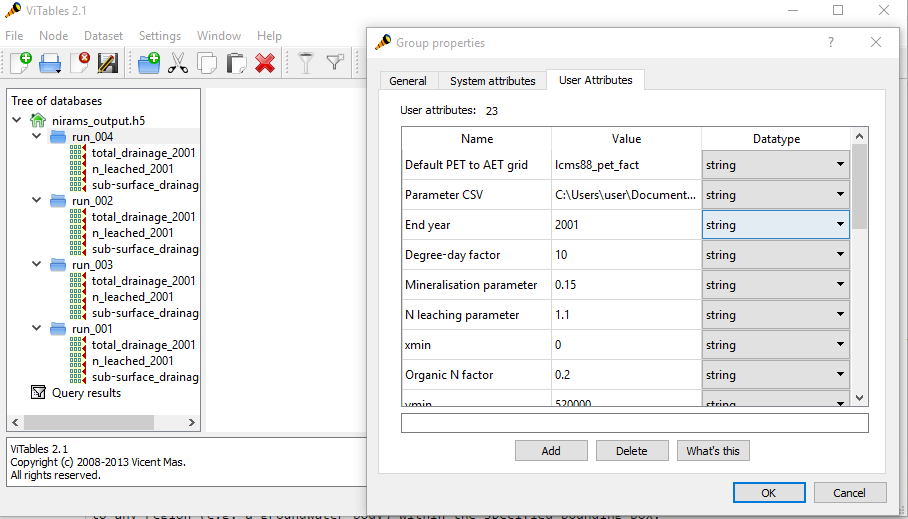 ViTables 2.1
File Node Dataset Settings Window Help
Tree of databases
nirams_output.h5
run_004
total_drainage_2001
n_leached_2001
sub-surface_drainag
run_002
total_drainage_2001
n_leached_2001
sub-surface_drainag
run_003
total_drainage_2001
n_leached_2001
sub-surface_drainag
run_001
total_drainage_2001
n_leached_2001
sub-surface_drainag
Query results
ViTables 2.1
Copyright (c) 2008-2013 Vicent Mas.
All rights reserved.
Group properties
General System attributes User Attributes
User attributes: 23
Name Value Datatype
Default PET to AET grid lcms88_pet_fact string
Parameter CSV C:\Users\user\Document... string
End year 2001 string
Degree-day factor 10 string
Mineralisation parameter 0.15 string
N leaching parameter 1.1 string
xmin 0 string
Organic N factor 0.2 string
ymin 520000 string
Add Delete What's this
OK Cancel
to any region (e.g. a groundwater body) within the specified bounding box.